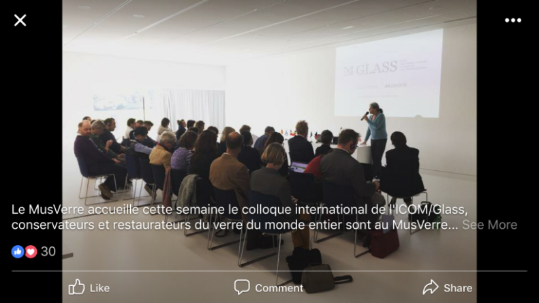 M GLASS
Le MusVerre accueille cette semaine le colloque international de l'ICOM/Glass,
conservateurs et restaurateurs du verre du monde entier sont au MusVerre... See More
30
Like Comment Share